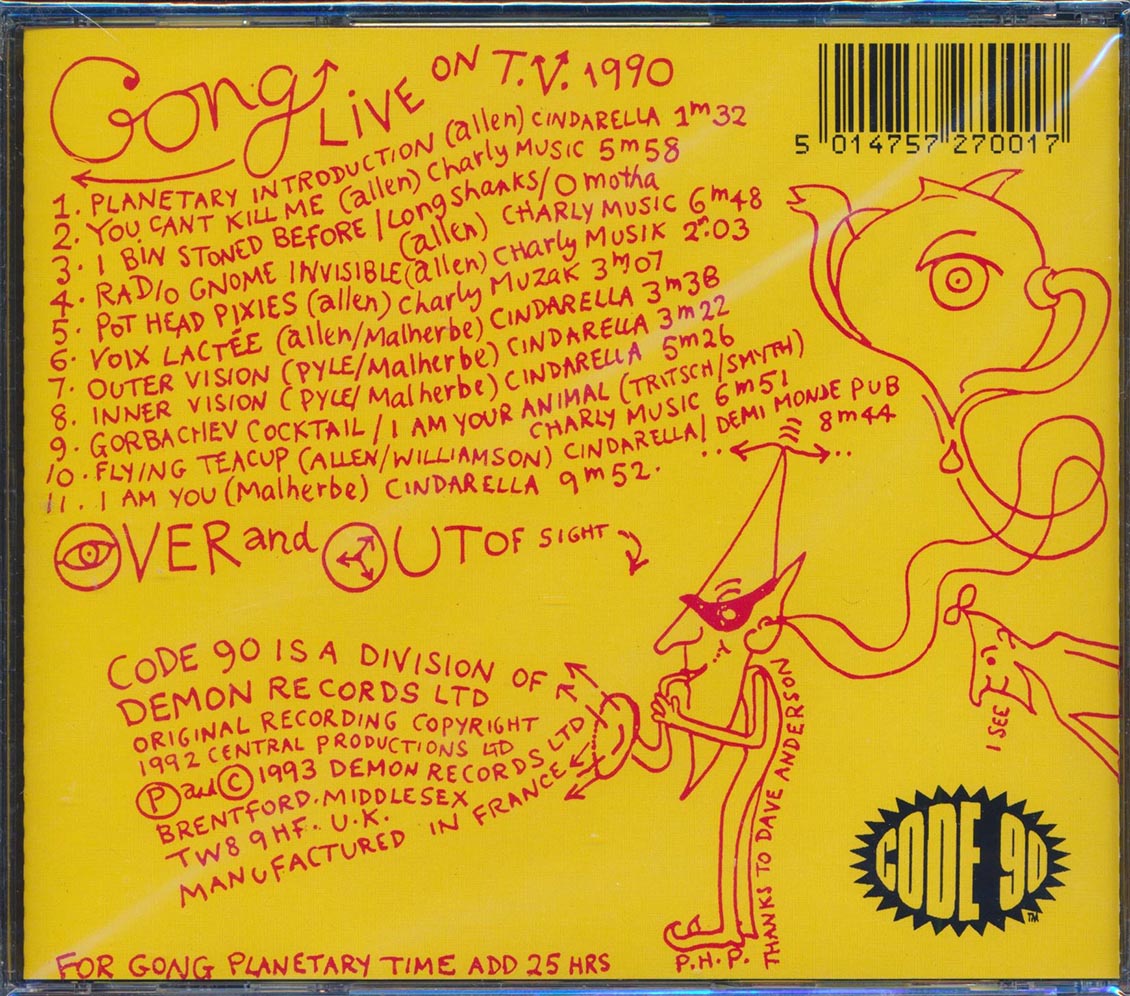 Gong LIVE ON T.V. 1990
1. PLANETARY INTRODUCTION (allen) CINDARELLA 1m32
2. YOU CANT KILL ME (allen) CHarly MUSIC 5m58
3. I BIN STONED BEFORE / LONG SHANKS / O MOTHA
(allen) CHARLY MUSIC 6m48
4. RADIO GNOME INVISIBLE (allen) CHarly MUSIK 2m03
5. POT HEAD PIXIES (allen) CHarly MUZAK 3m07
6. VOIX LACTÉE (allen/Malherbe) CINDARELLA 3m38
7. OUTER VISION (PYLE/Malherbe) CINDARELLA 3m22
8. INNER VISION (PYLE/Malherbe) CINDARELLA 5m26
9. GORBACHEV COCKTAIL / I AM YOUR ANIMAL (TRITSCH/SMYTH)
CHARLY MUSIC 6m51
10. FLYING TEACUP (ALLEN/WILLIAMSON) CINDARELLA / DEMI MONDE PUB
8m44
11. I AM YOU (Malherbe) CINDARELLA 9m52.
OVER and OUT OF SIGHT
5 014757 270017
CODE 90 IS A DIVISION OF
DEMON RECORDS LTD
ORIGINAL RECORDING COPYRIGHT
1992 CENTRAL PRODUCTIONS LTD
Ⓟ and © 1993 DEMON RECORDS LTD
BRENTFORD. MIDDLESEX
TW8 9HF. U.K.
MANUFACTURED IN FRANCE
THANKS TO DAVE ANDERSON
I SEE
P.H.P.
CODE 90 ™
FOR GONG PLANETARY TIME ADD 25 HRS